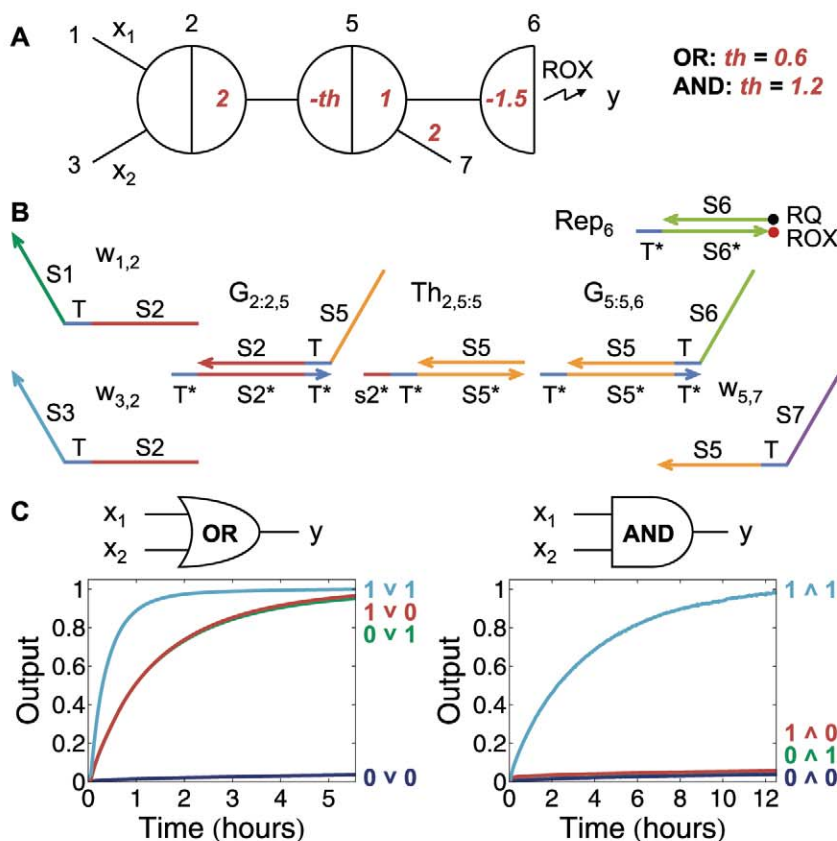 A
1 x₁ 2 5 6
2 -th 1 -1.5 ROX y
3 x₂ 2 7
OR: th = 0.6
AND: th = 1.2
B
Rep₆ S6 RQ
T* S6* ROX
S1 w₁,₂ G₂:₂,₅ S5 Th₂,₅:₅ G₅:₅,₆ S6
T S2 S2 T S5 S5 T
T* S2* T* s2* T* S5* T* S5* T*
S3 w₃,₂ w₅,₇ S7
T S2 S5 T
C
x₁ OR y
x₂
x₁ AND y
x₂
1 0.8 0.6 0.4 0.2 0
Output
0 1 2 3 4 5
Time (hours)
1 ∨ 1
1 ∨ 0
0 ∨ 1
0 ∨ 0
1 0.8 0.6 0.4 0.2 0
Output
0 2 4 6 8 10 12
Time (hours)
1 ∧ 1
1 ∧ 0
0 ∧ 1
0 ∧ 0